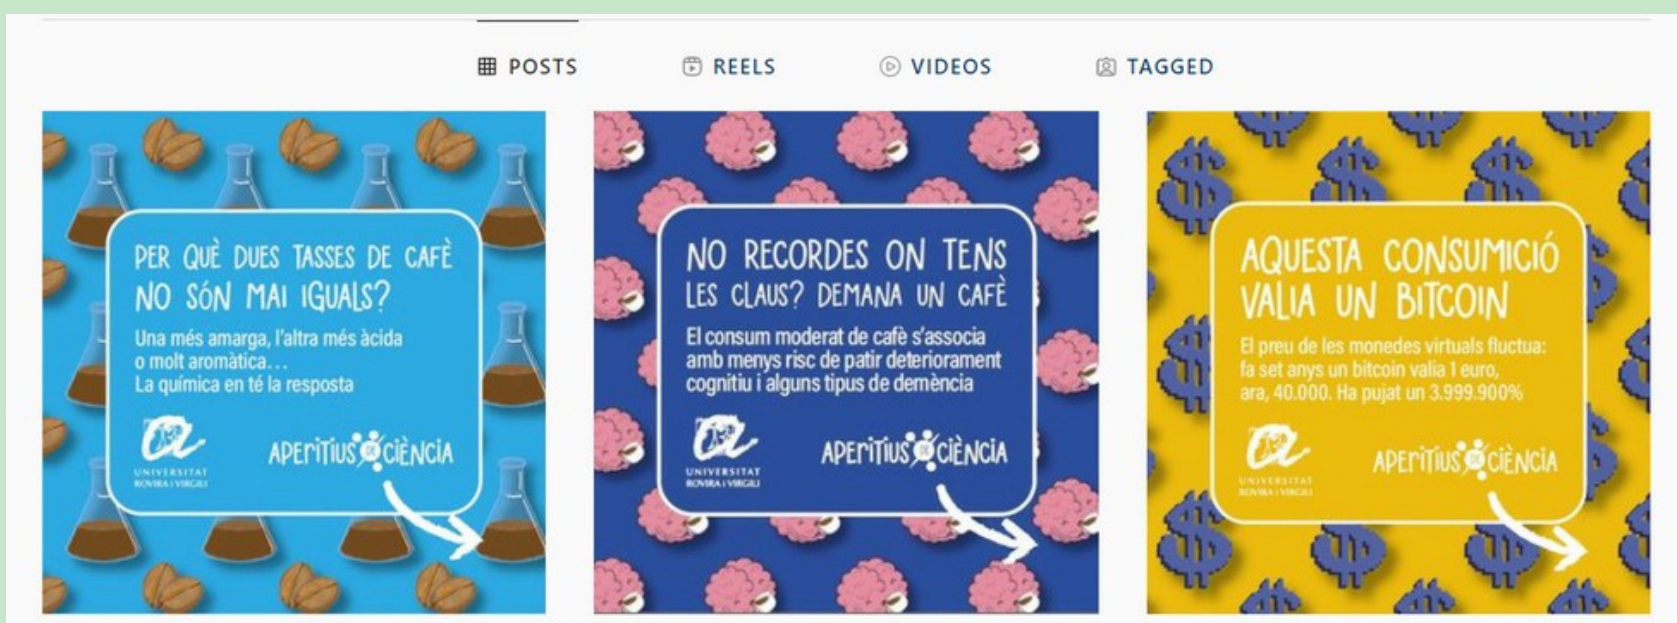 POSTS
REELS
VIDEOS
TAGGED
PER QUÈ DUES TASSES DE CAFÈ
NO SÓN MAI IGUALS?
Una més amarga, l'altra més àcida
o molt aromàtica...
La química en té la resposta
UNIVERSITAT
ROVIRA I VIRGILI
APERITIUS DE CIÈNCIA
NO RECORDES ON TENS
LES CLAUS? DEMANA UN CAFÈ
El consum moderat de cafè s'associa
amb menys risc de patir deteriorament
cognitiu i alguns tipus de demència
UNIVERSITAT
ROVIRA I VIRGILI
APERITIUS DE CIÈNCIA
AQUESTA CONSUMICIÓ
VALIA UN BITCOIN
El preu de les monedes virtuals fluctua:
fa set anys un bitcoin valia 1 euro,
ara, 40.000. Ha pujat un 3.999.900%
UNIVERSITAT
ROVIRA I VIRGILI
APERITIUS DE CIÈNCIA